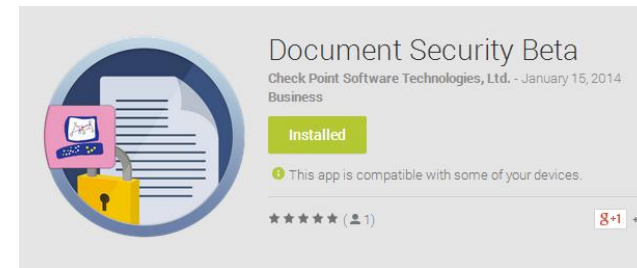 Document Security Beta
Check Point Software Technologies, Ltd. - January 15, 2014
Business
Installed
This app is compatible with some of your devices.
★★★★★ ( 1)
g+1